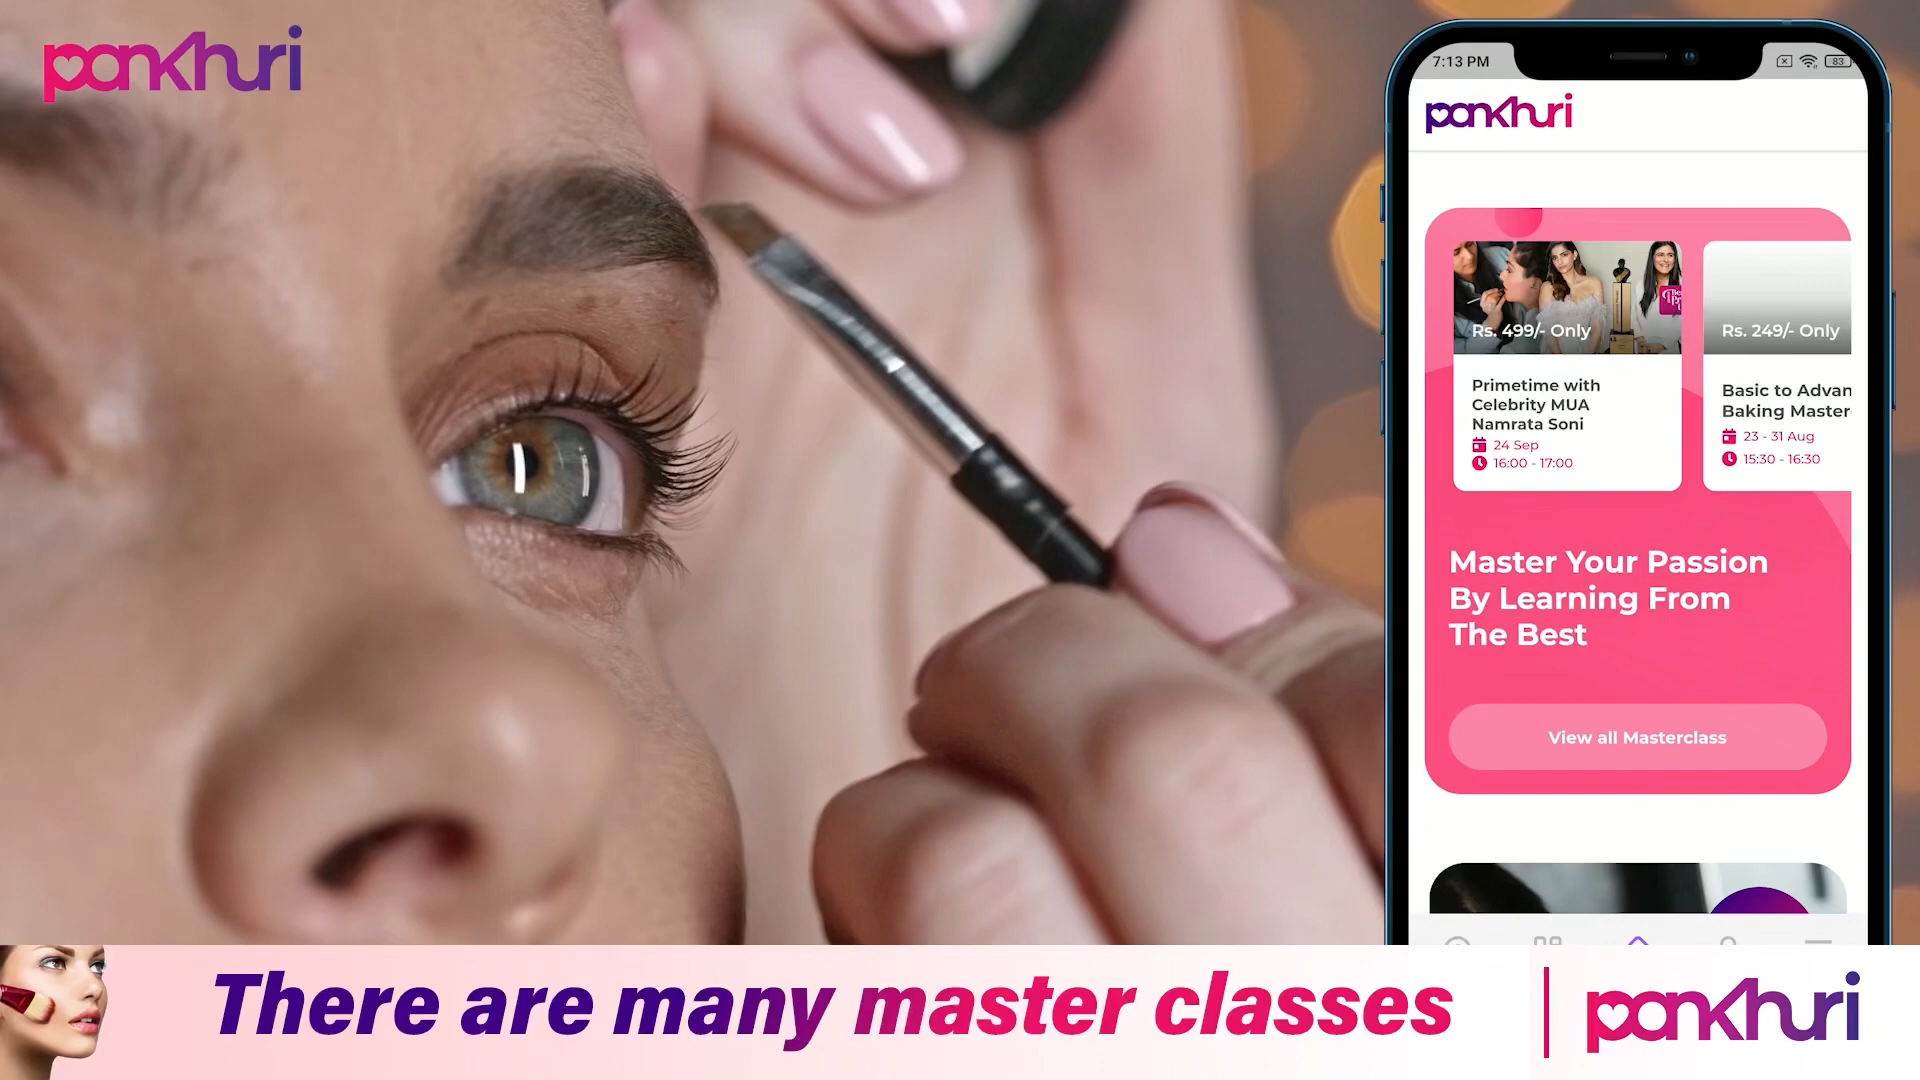 pankhuri
7:13 PM
83
pankhuri
Rs. 499/- Only
Primetime with
Celebrity MUA
Namrata Soni
24 Sep
16:00 - 17:00
Rs. 249/- Only
Basic to Advan
Baking Master
23 - 31 Aug
15:30 - 16:30
Master Your Passion
By Learning From
The Best
View all Masterclass
There are many master classes
pankhuri